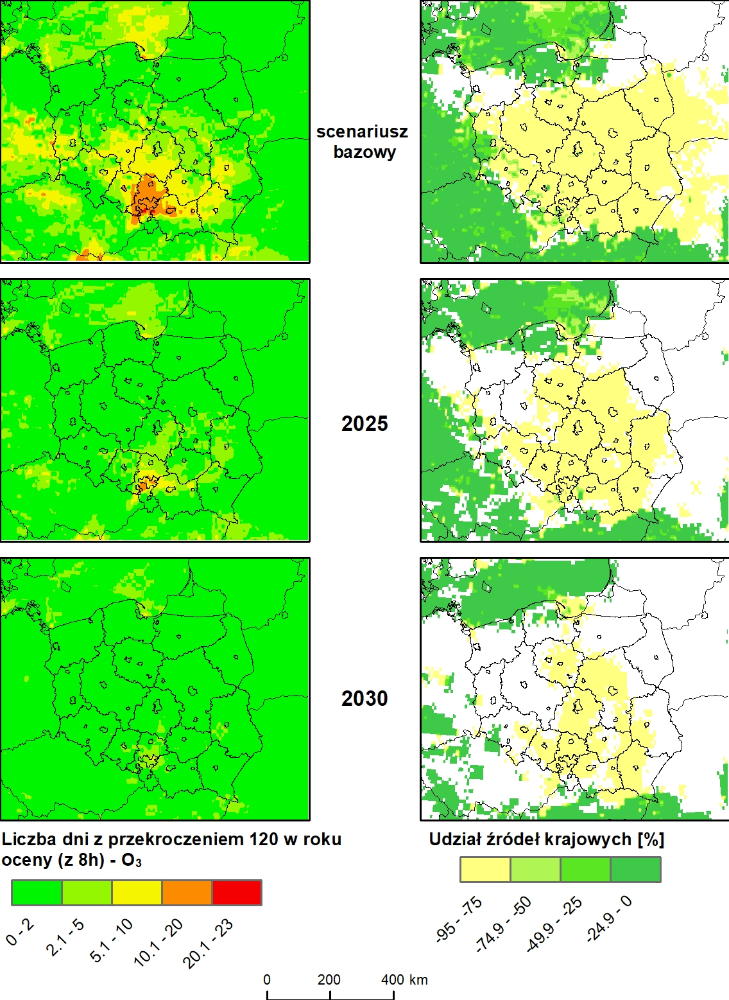 scenariusz
bazowy
2025
2030
Liczba dni z przekroczeniem 120 w roku
oceny (z 8h) - O₃
0 - 2
2.1 - 5
5.1 - 10
10.1 - 20
20.1 - 23
Udział źródeł krajowych [%]
-95 - -75
-74.9 - -50
-49.9 - -25
-24.9 - 0
0 200 400 km